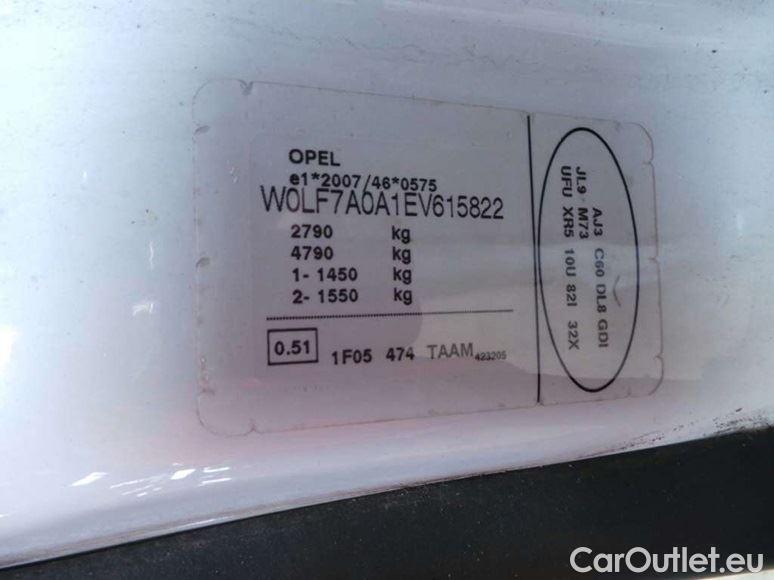 OPEL
e1*2007/46*0575
W0LF7A0A1EV615822
2790 kg
4790 kg
1- 1450 kg
2- 1550 kg
0.51 1F05 474 TAAM 423205
AJ3 C60 DL8 GDI
JL9 M73
UFU XR5 10U 82I 32X
CarOutlet.eu